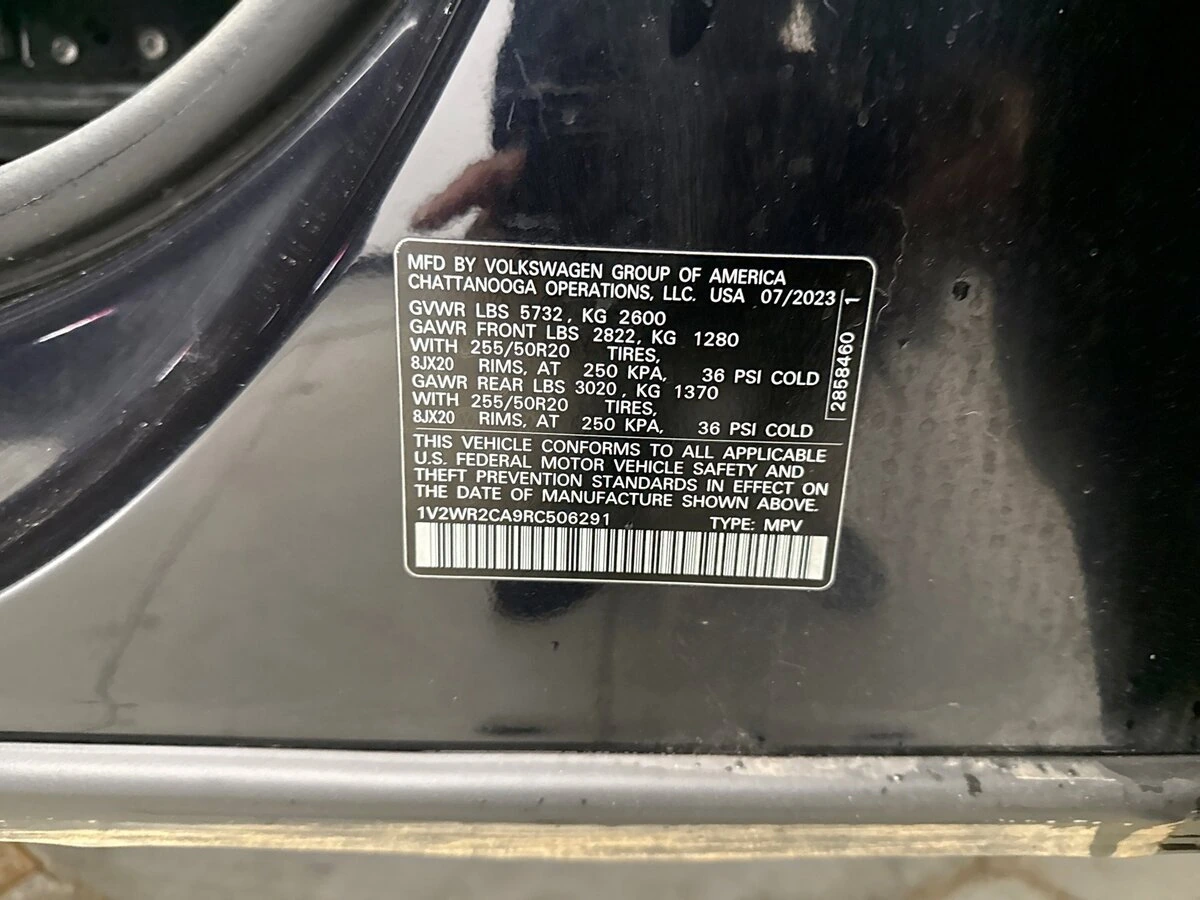 MFD BY VOLKSWAGEN GROUP OF AMERICA
CHATTANOOGA OPERATIONS, LLC. USA 07/2023
GVWR LBS 5732, KG 2600
GAWR FRONT LBS 2822, KG 1280
WITH 255/50R20 TIRES,
8JX20 RIMS, AT 250 KPA, 36 PSI COLD
GAWR REAR LBS 3020, KG 1370
WITH 255/50R20 TIRES,
8JX20 RIMS, AT 250 KPA, 36 PSI COLD
2858460 1
THIS VEHICLE CONFORMS TO ALL APPLICABLE
U.S. FEDERAL MOTOR VEHICLE SAFETY AND
THEFT PREVENTION STANDARDS IN EFFECT ON
THE DATE OF MANUFACTURE SHOWN ABOVE.
1V2WR2CA9RC506291 TYPE: MPV